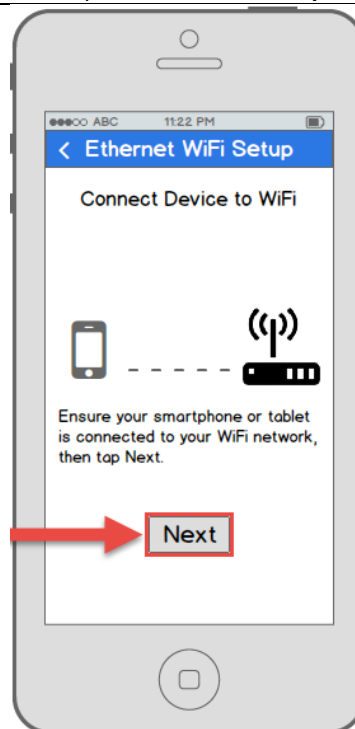 ABC 11:22 PM
< Ethernet WiFi Setup
Connect Device to WiFi
Ensure your smartphone or tablet
is connected to your WiFi network,
then tap Next.
Next